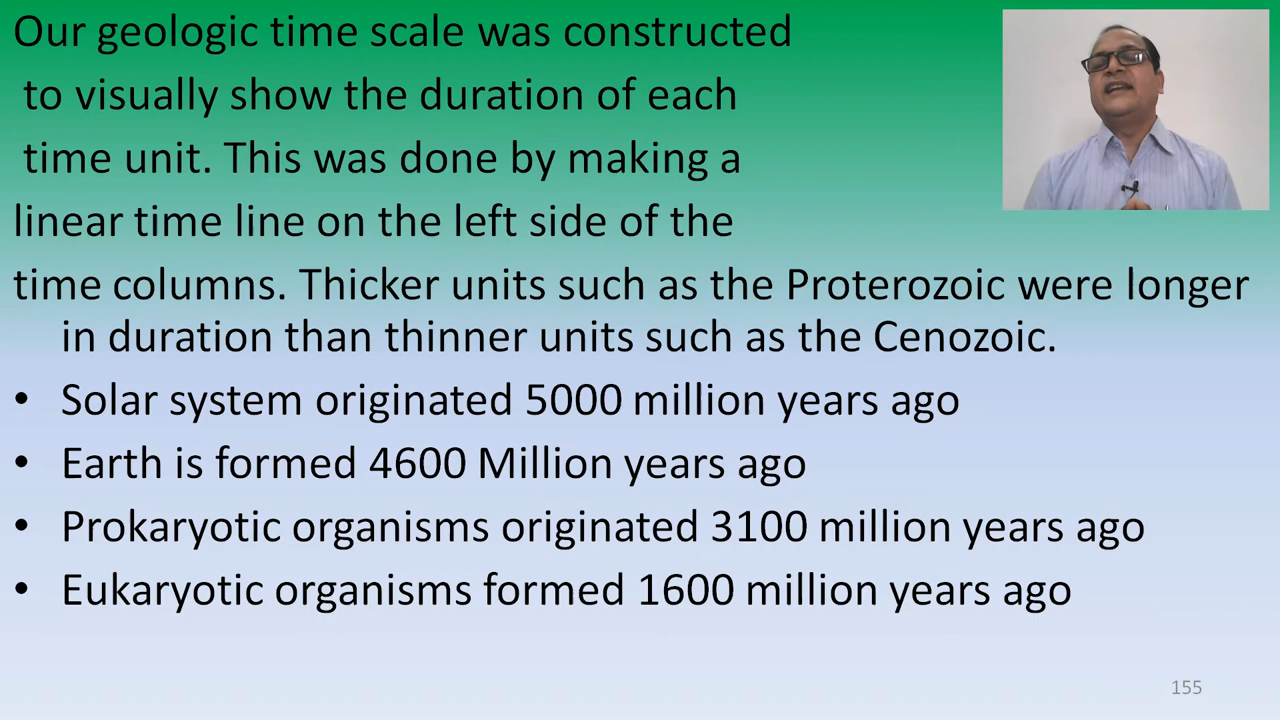 Our geologic time scale was constructed
to visually show the duration of each
time unit. This was done by making a
linear time line on the left side of the
time columns. Thicker units such as the Proterozoic were longer
in duration than thinner units such as the Cenozoic.
• Solar system originated 5000 million years ago
• Earth is formed 4600 Million years ago
• Prokaryotic organisms originated 3100 million years ago
• Eukaryotic organisms formed 1600 million years ago
155